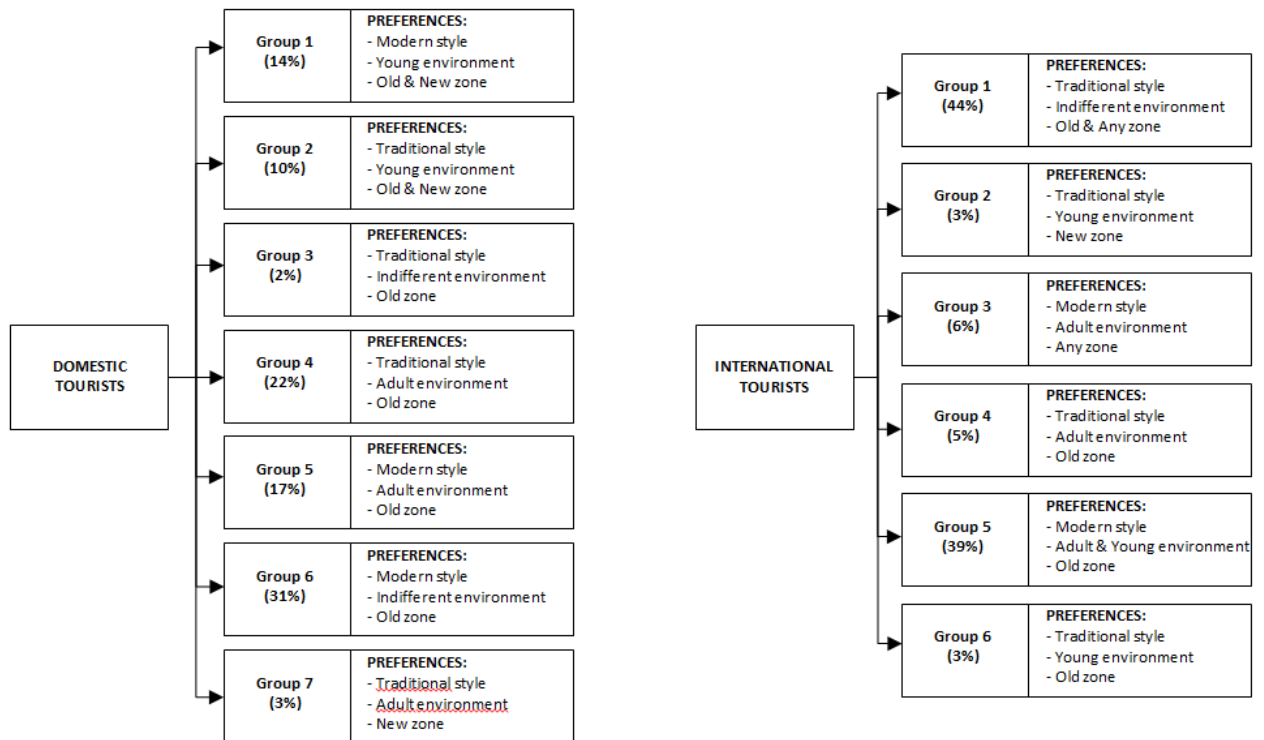 DOMESTIC
TOURISTS
Group 1
(14%)
PREFERENCES:
- Modern style
- Young environment
- Old & New zone
Group 2
(10%)
PREFERENCES:
- Traditional style
- Young environment
- Old & New zone
Group 3
(2%)
PREFERENCES:
- Traditional style
- Indifferent environment
- Old zone
Group 4
(22%)
PREFERENCES:
- Traditional style
- Adult environment
- Old zone
Group 5
(17%)
PREFERENCES:
- Modern style
- Adult environment
- Old zone
Group 6
(31%)
PREFERENCES:
- Modern style
- Indifferent environment
- Old zone
Group 7
(3%)
PREFERENCES:
- Traditional style
- Adult environment
- New zone
INTERNATIONAL
TOURISTS
Group 1
(44%)
PREFERENCES:
- Traditional style
- Indifferent environment
- Old & Any zone
Group 2
(3%)
PREFERENCES:
- Traditional style
- Young environment
- New zone
Group 3
(6%)
PREFERENCES:
- Modern style
- Adult environment
- Any zone
Group 4
(5%)
PREFERENCES:
- Traditional style
- Adult environment
- Old zone
Group 5
(39%)
PREFERENCES:
- Modern style
- Adult & Young environment
- Old zone
Group 6
(3%)
PREFERENCES:
- Traditional style
- Young environment
- Old zone